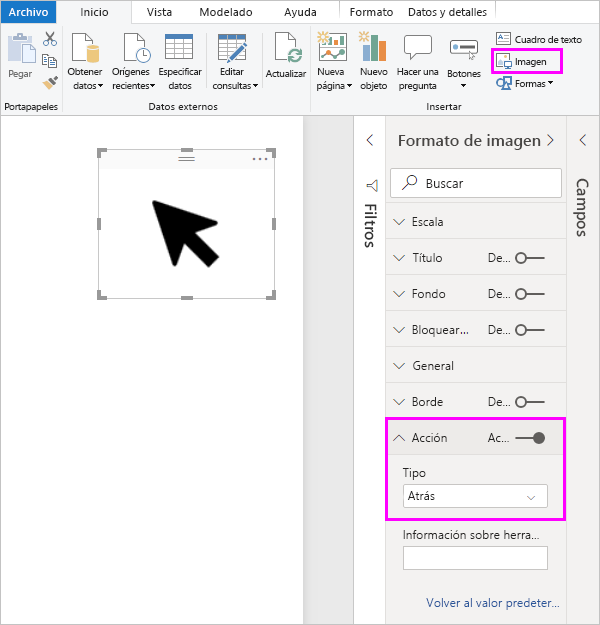 Archivo Inicio Vista Modelado Ayuda Formato Datos y detalles
Pegar
Obtener datos
Orígenes recientes
Especificar datos
Editar consultas
Actualizar
Nueva página
Nuevo objeto
Hacer una pregunta
Botones
Cuadro de texto
Imagen
Formas
Portapapeles Datos externos Insertar
Filtros
Formato de imagen
Buscar
Escala
Título De...
Fondo De...
Bloquear... De...
General
Borde De...
Acción Ac...
Tipo
Atrás
Información sobre herra...
Volver al valor predeter...
Campos